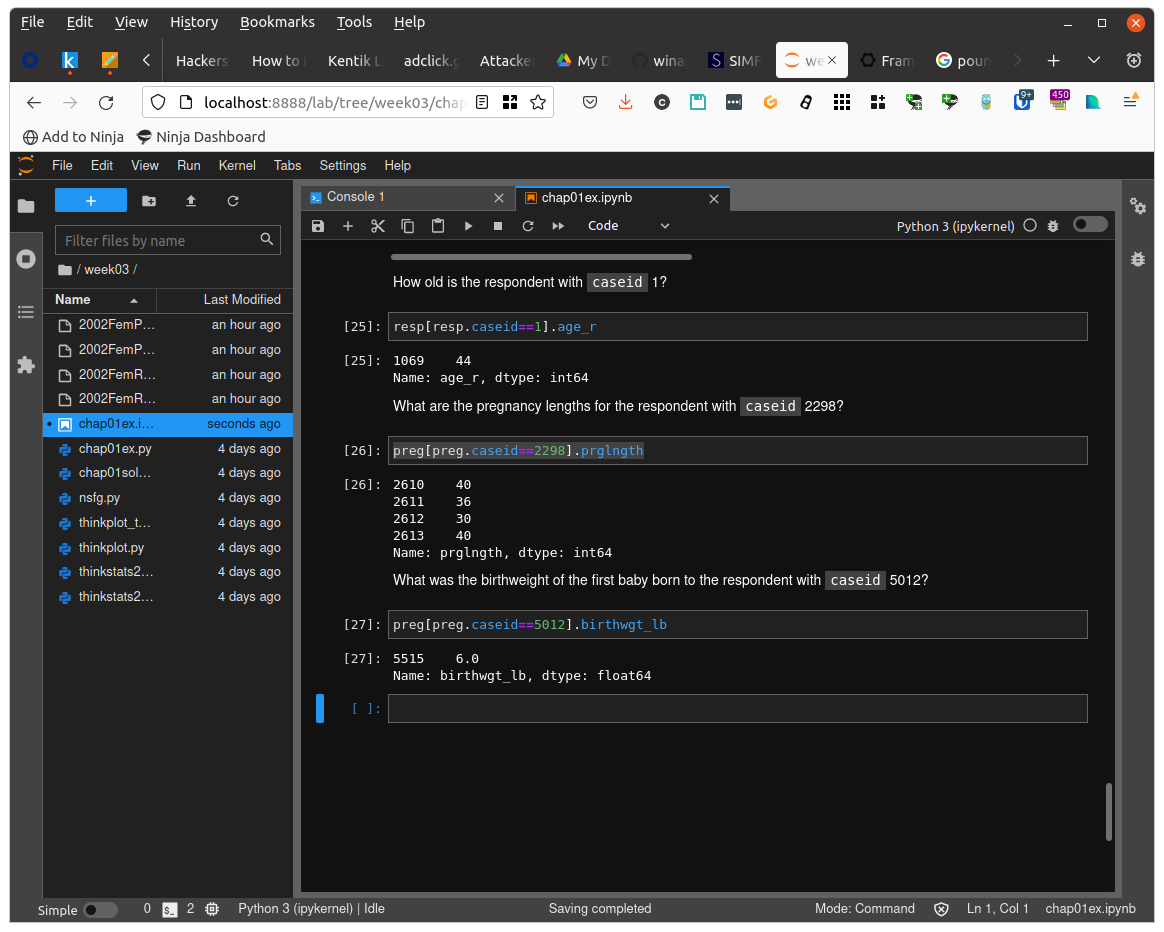 File Edit View History Bookmarks Tools Help
Hackers How to Kentik L adclick.g Attacker My D wina SIMF we Fram poun
localhost:8888/lab/tree/week03/chap 9+ 450
Add to Ninja Ninja Dashboard
File Edit View Run Kernel Tabs Settings Help
Console 1 chap01ex.ipynb
Code Python 3 (ipykernel)
Filter files by name
/ week03 /
Name Last Modified
2002FemP... an hour ago
2002FemP... an hour ago
2002FemR... an hour ago
2002FemR... an hour ago
chap01ex.i... seconds ago
chap01ex.py 4 days ago
chap01sol... 4 days ago
nsfg.py 4 days ago
thinkplot_t... 4 days ago
thinkplot.py 4 days ago
thinkstats2... 4 days ago
thinkstats2... 4 days ago
How old is the respondent with caseid 1?
[25]: resp[resp.caseid==1].age_r
[25]: 1069 44
Name: age_r, dtype: int64
What are the pregnancy lengths for the respondent with caseid 2298?
[26]: preg[preg.caseid==2298].prglngth
[26]: 2610 40
2611 36
2612 30
2613 40
Name: prglngth, dtype: int64
What was the birthweight of the first baby born to the respondent with caseid 5012?
[27]: preg[preg.caseid==5012].birthwgt_lb
[27]: 5515 6.0
Name: birthwgt_lb, dtype: float64
[ ]:
Simple 0 2 Python 3 (ipykernel) | Idle Saving completed Mode: Command Ln 1, Col 1 chap01ex.ipynb